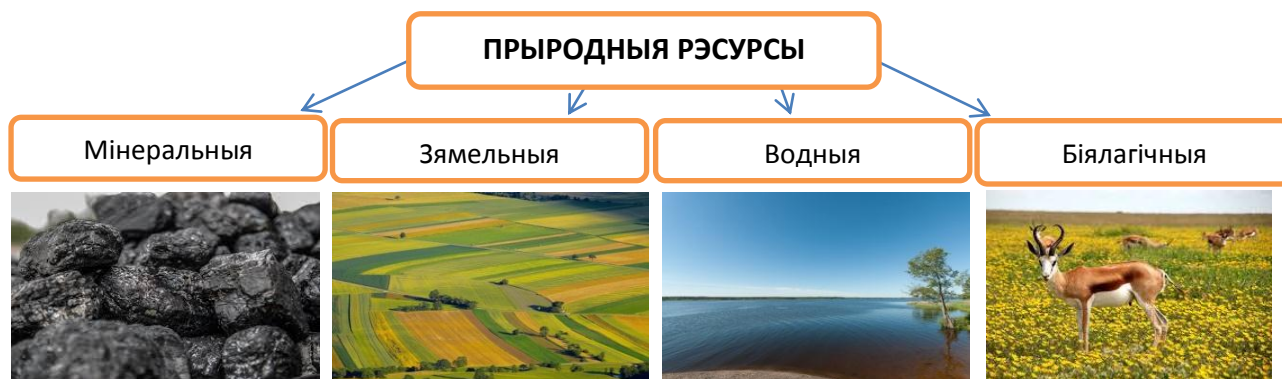 ПРЫРОДНЫЯ РЭСУРСЫ
Мінеральныя
Зямельныя
Водныя
Біялагічныя